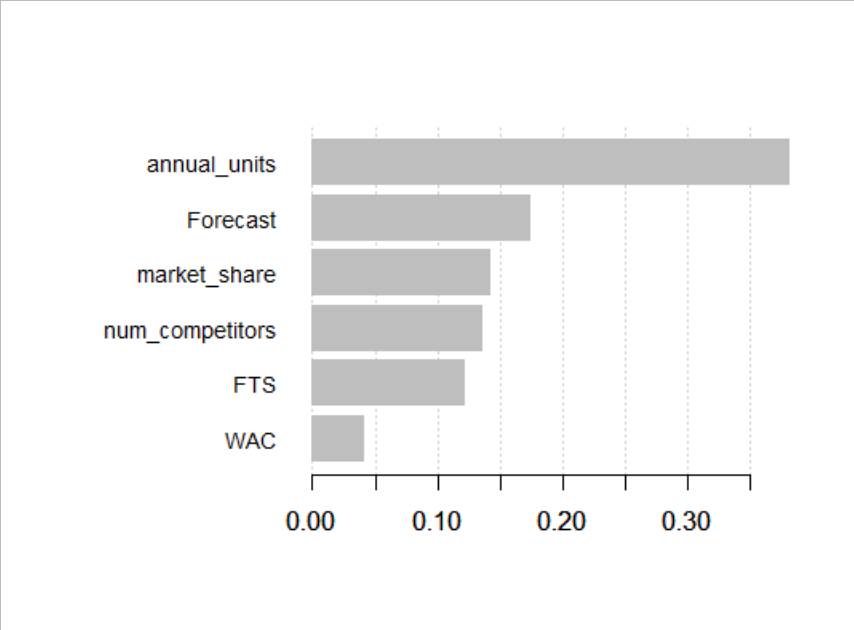 annual_units
Forecast
market_share
num_competitors
FTS
WAC
0.00 0.10 0.20 0.30